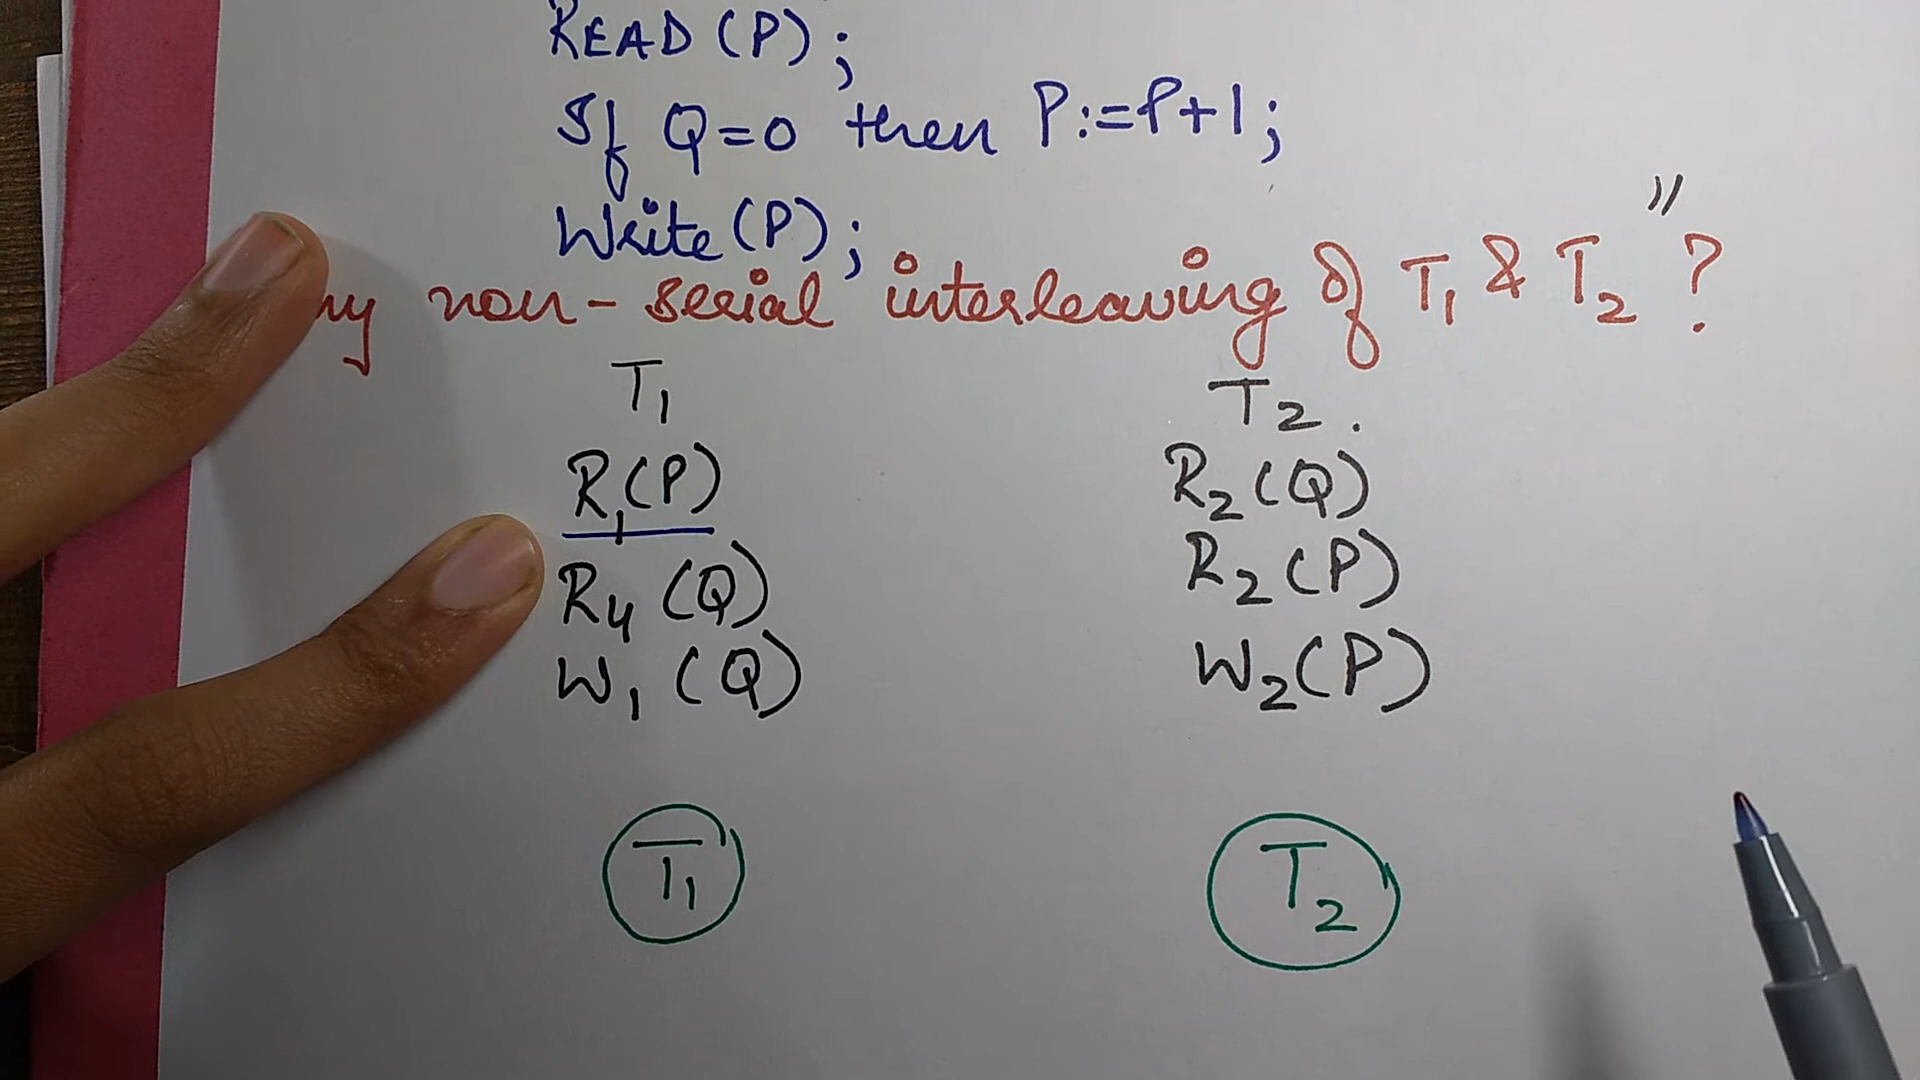 READ (P);
If Q=0 then P:=P+1;
Write (P);
"
ny non-serial interleaving of T1 & T2 ?
T1 T2.
R1(P) R2(Q)
R4(Q) R2(P)
W1(Q) W2(P)
T1 T2